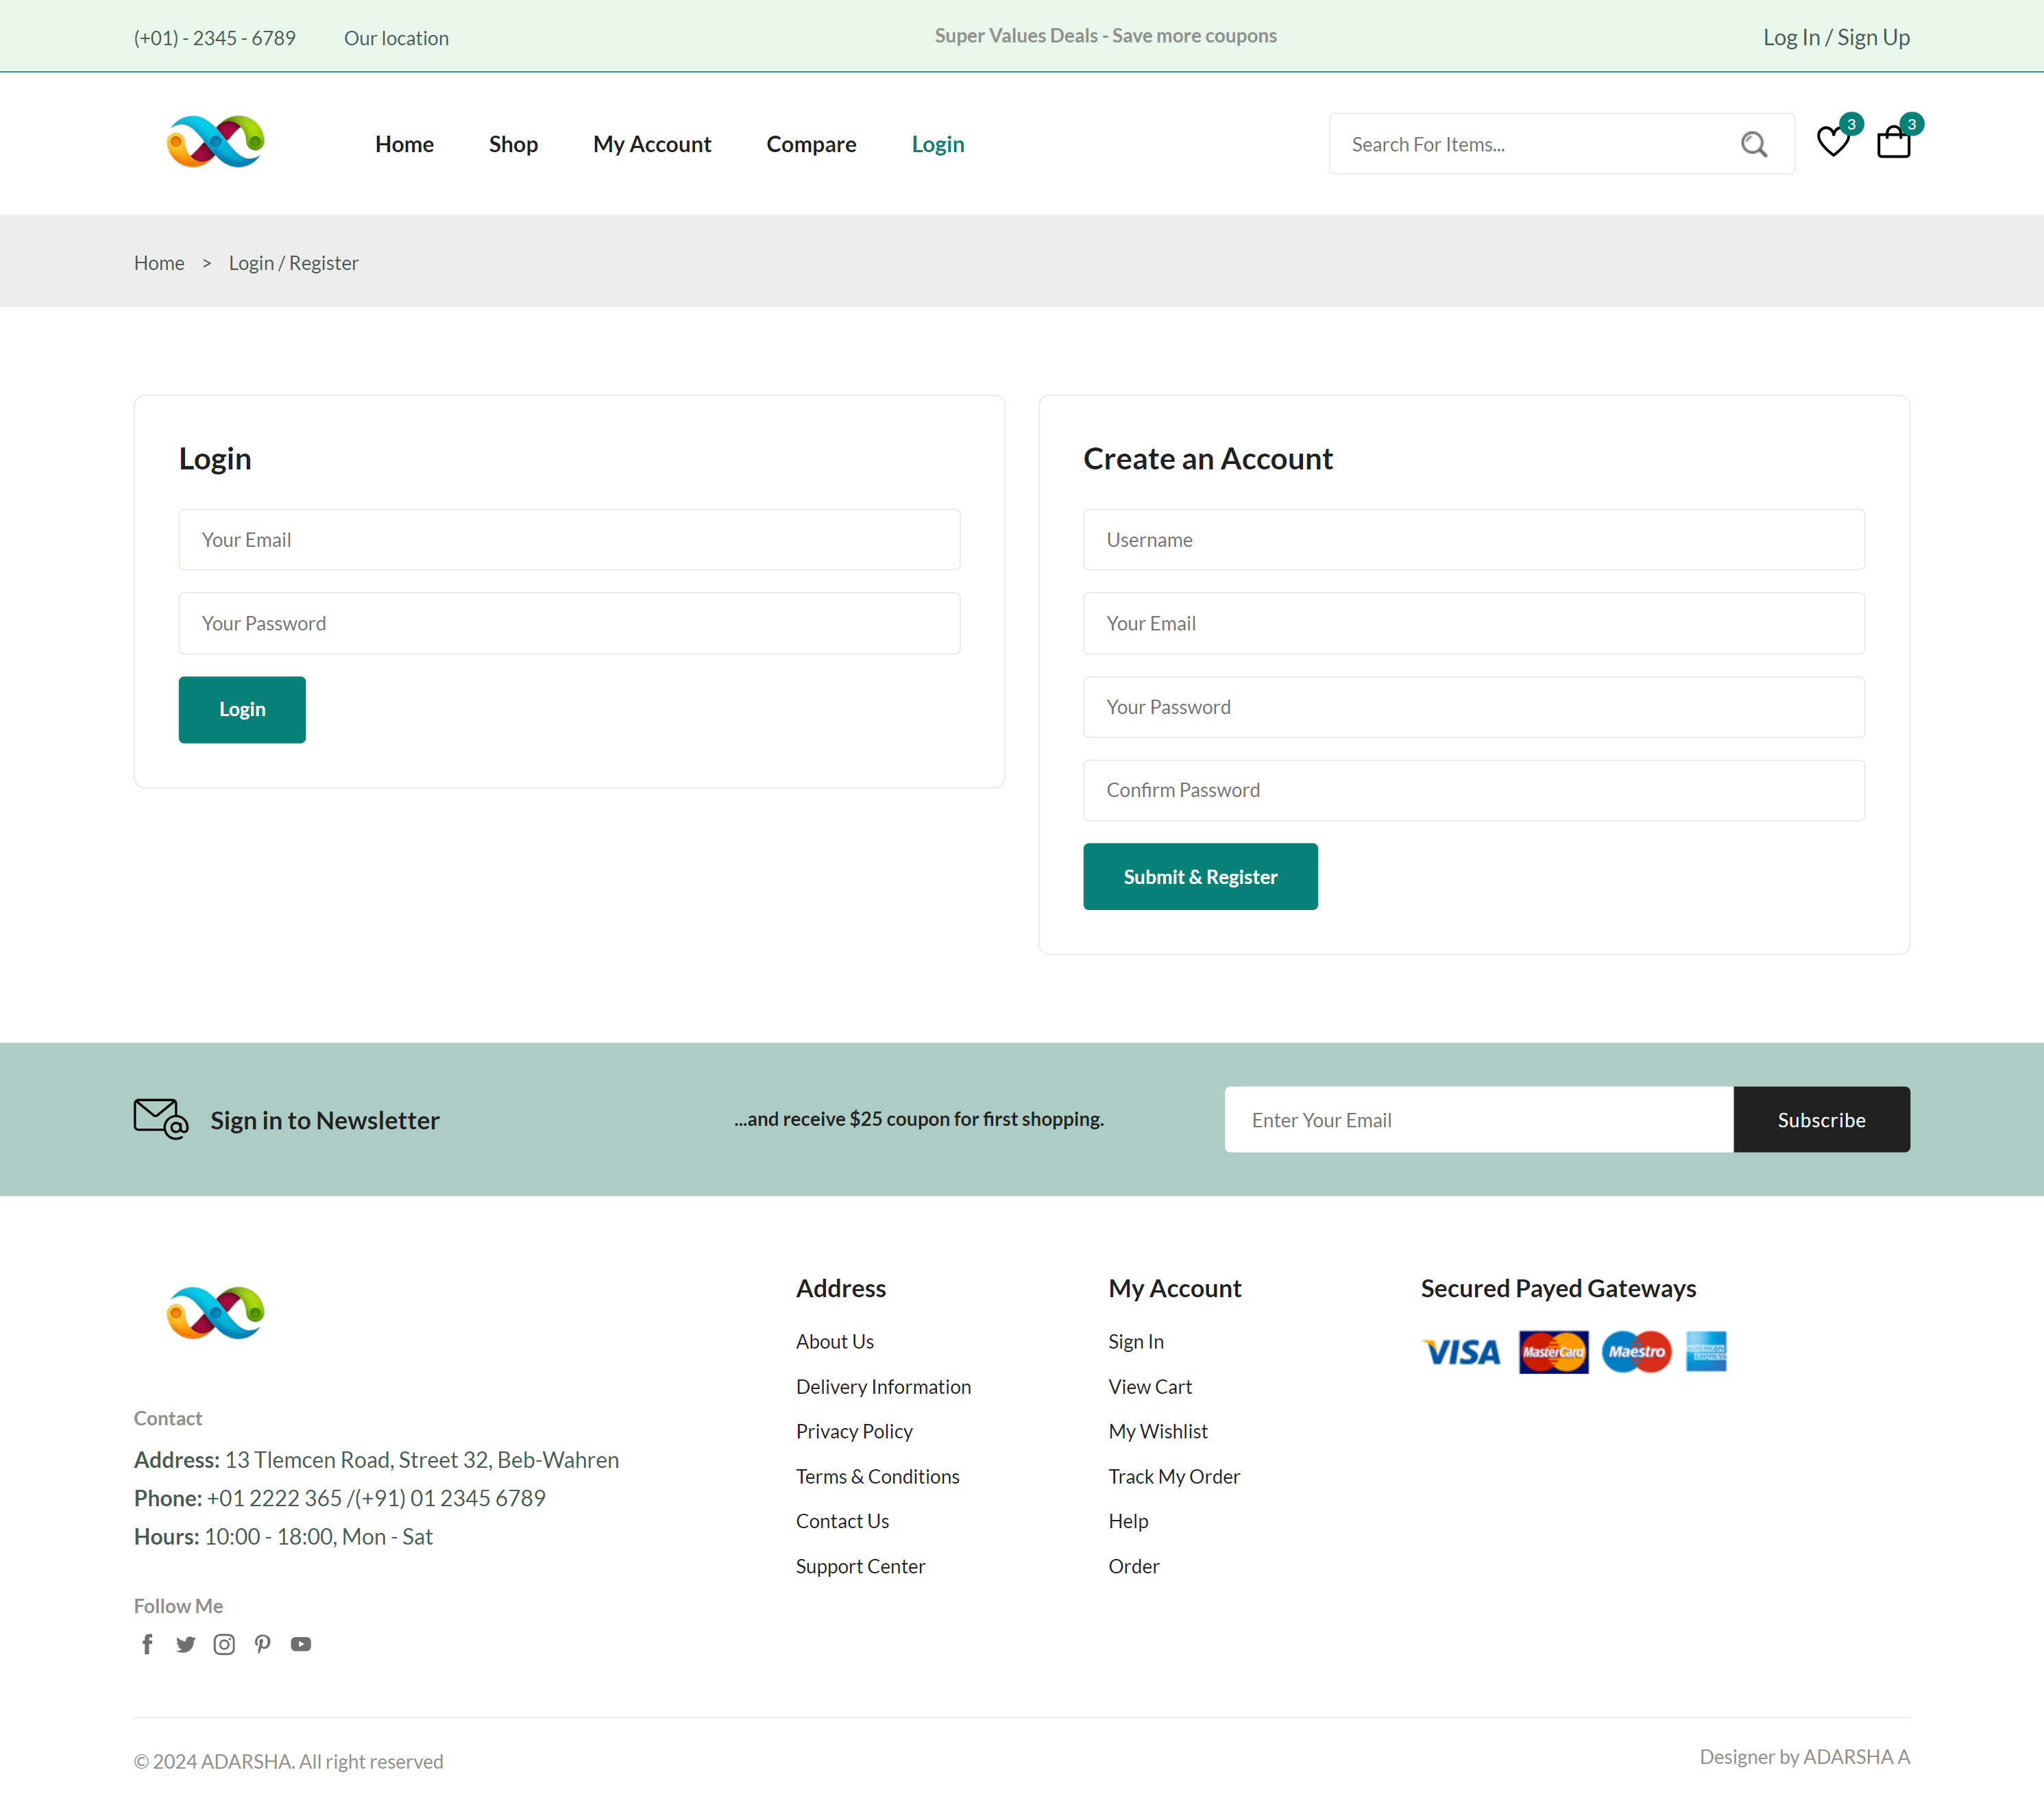 (+01) - 2345 - 6789 Our location Super Values Deals - Save more coupons Log In / Sign Up
Home Shop My Account Compare Login Search For Items... 3 3
Home > Login / Register
Login
Your Email
Your Password
Login
Create an Account
Username
Your Email
Your Password
Confirm Password
Submit & Register
Sign in to Newsletter ...and receive $25 coupon for first shopping. Enter Your Email Subscribe
Contact
Address: 13 Tlemcen Road, Street 32, Beb-Wahren
Phone: +01 2222 365 /(+91) 01 2345 6789
Hours: 10:00 - 18:00, Mon - Sat
Follow Me
Address
About Us
Delivery Information
Privacy Policy
Terms & Conditions
Contact Us
Support Center
My Account
Sign In
View Cart
My Wishlist
Track My Order
Help
Order
Secured Payed Gateways
VISA MasterCard Maestro AMERICAN EXPRESS
© 2024 ADARSHA. All right reserved Designer by ADARSHA A